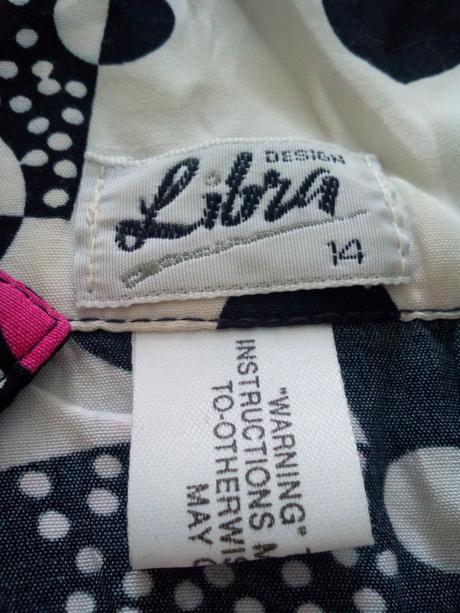 DESIGN
Libra
14
"WARNING"
INSTRUCTIONS
TO-OTHERWIS
MAY